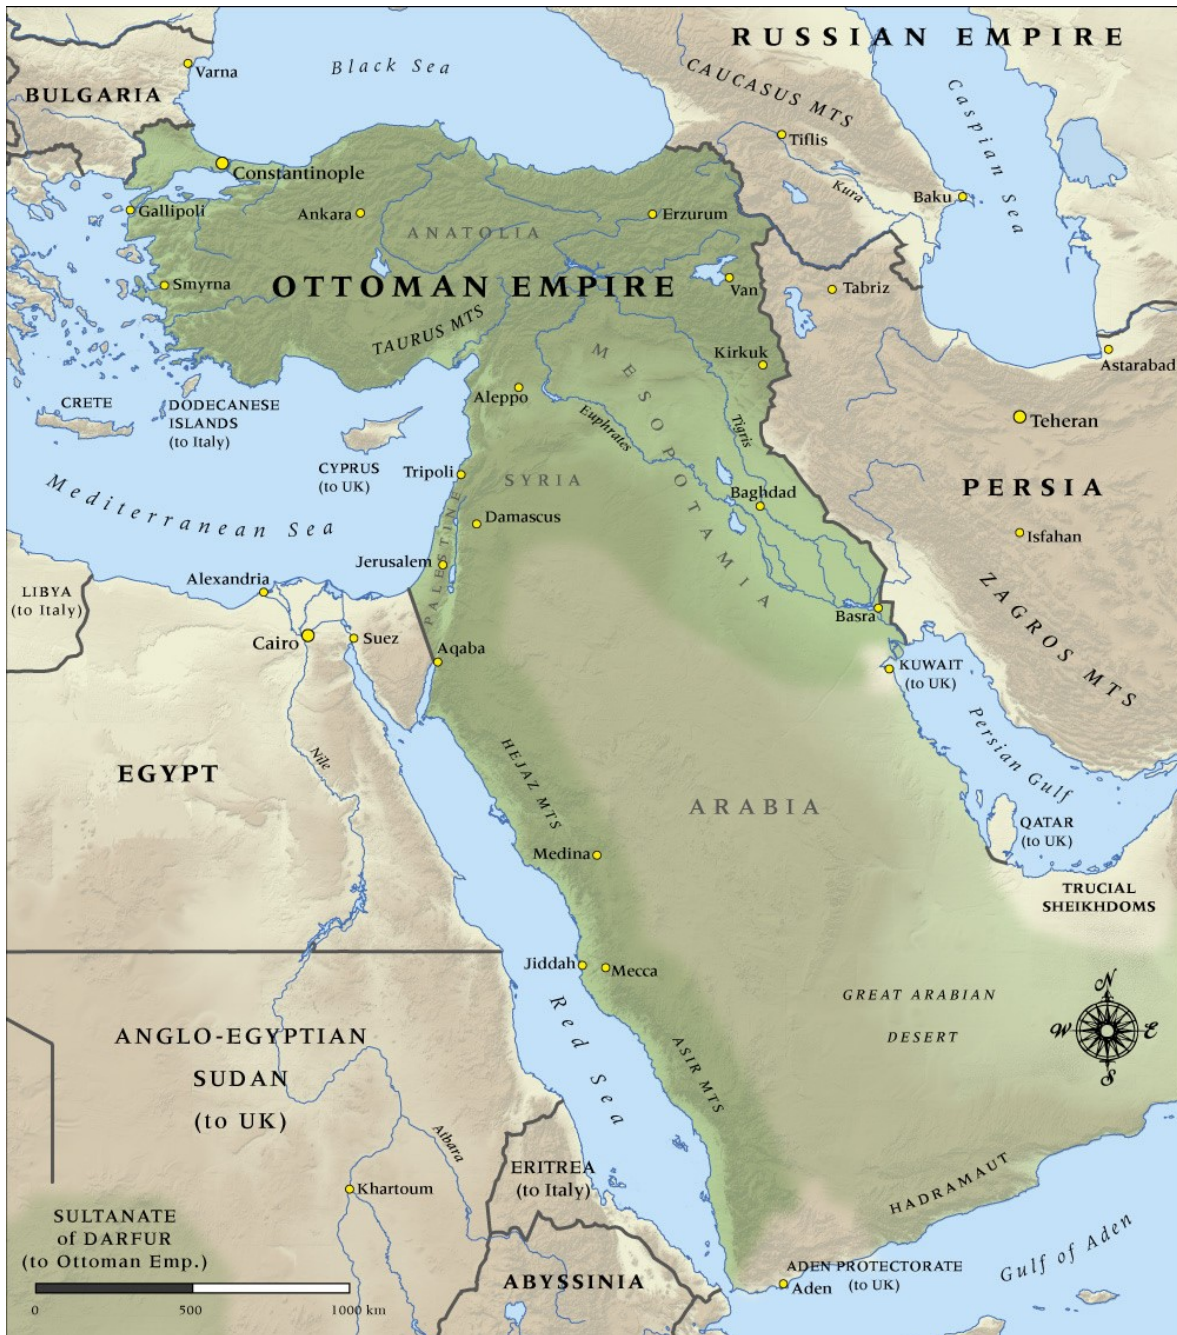 RUSSIAN EMPIRE
Black Sea
CAUCASUS MTS
Caspian Sea
Varna
BULGARIA
Tiflis
Constantinople
Kura
Baku
Gallipoli
Ankara
Erzurum
ANATOLIA
OTTOMAN EMPIRE
Smyrna
Van
Tabriz
TAURUS MTS
Kirkuk
MESOPOTAMIA
Astarabad
Aleppo
CRETE
DODECANESE
ISLANDS
(to Italy)
Euphrates
Tigris
Teheran
CYPRUS
(to UK)
Tripoli
SYRIA
Baghdad
PERSIA
Mediterranean Sea
Damascus
Isfahan
PALESTINE
Jerusalem
Alexandria
LIBYA
(to Italy)
ZAGROS MTS
Basra
Cairo
Suez
Aqaba
KUWAIT
(to UK)
Persian Gulf
Nile
EGYPT
HEJAZ MTS
ARABIA
QATAR
(to UK)
Medina
TRUCIAL
SHEIKHDOMS
Jiddah
Mecca
Red Sea
GREAT ARABIAN
DESERT
N
W
E
S
ANGLO-EGYPTIAN
SUDAN
(to UK)
ASIR MTS
Atbara
ERITREA
(to Italy)
Khartoum
HADRAMAUT
SULTANATE
of DARFUR
(to Ottoman Emp.)
Gulf of Aden
ABYSSINIA
ADEN PROTECTORATE
(to UK)
Aden
0
500
1000 km